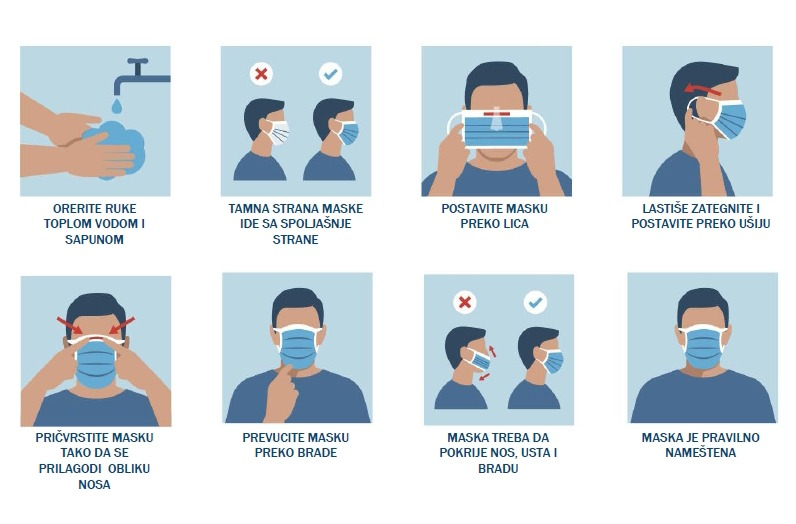 ORERITE RUKE
TOPLOM VODOM I
SAPUNOM
TAMNA STRANA MASKE
IDE SA SPOLJAŠNJE
STRANE
POSTAVITE MASKU
PREKO LICA
LASTIŠE ZATEGNITE I
POSTAVITE PREKO UŠIJU
PRIČVRSTITE MASKU
TAKO DA SE
PRILAGODI OBLIKU
NOSA
PREVUCITE MASKU
PREKO BRADE
MASKA TREBA DA
POKRIJE NOS, USTA I
BRADU
MASKA JE PRAVILNO
NAMEŠTENA